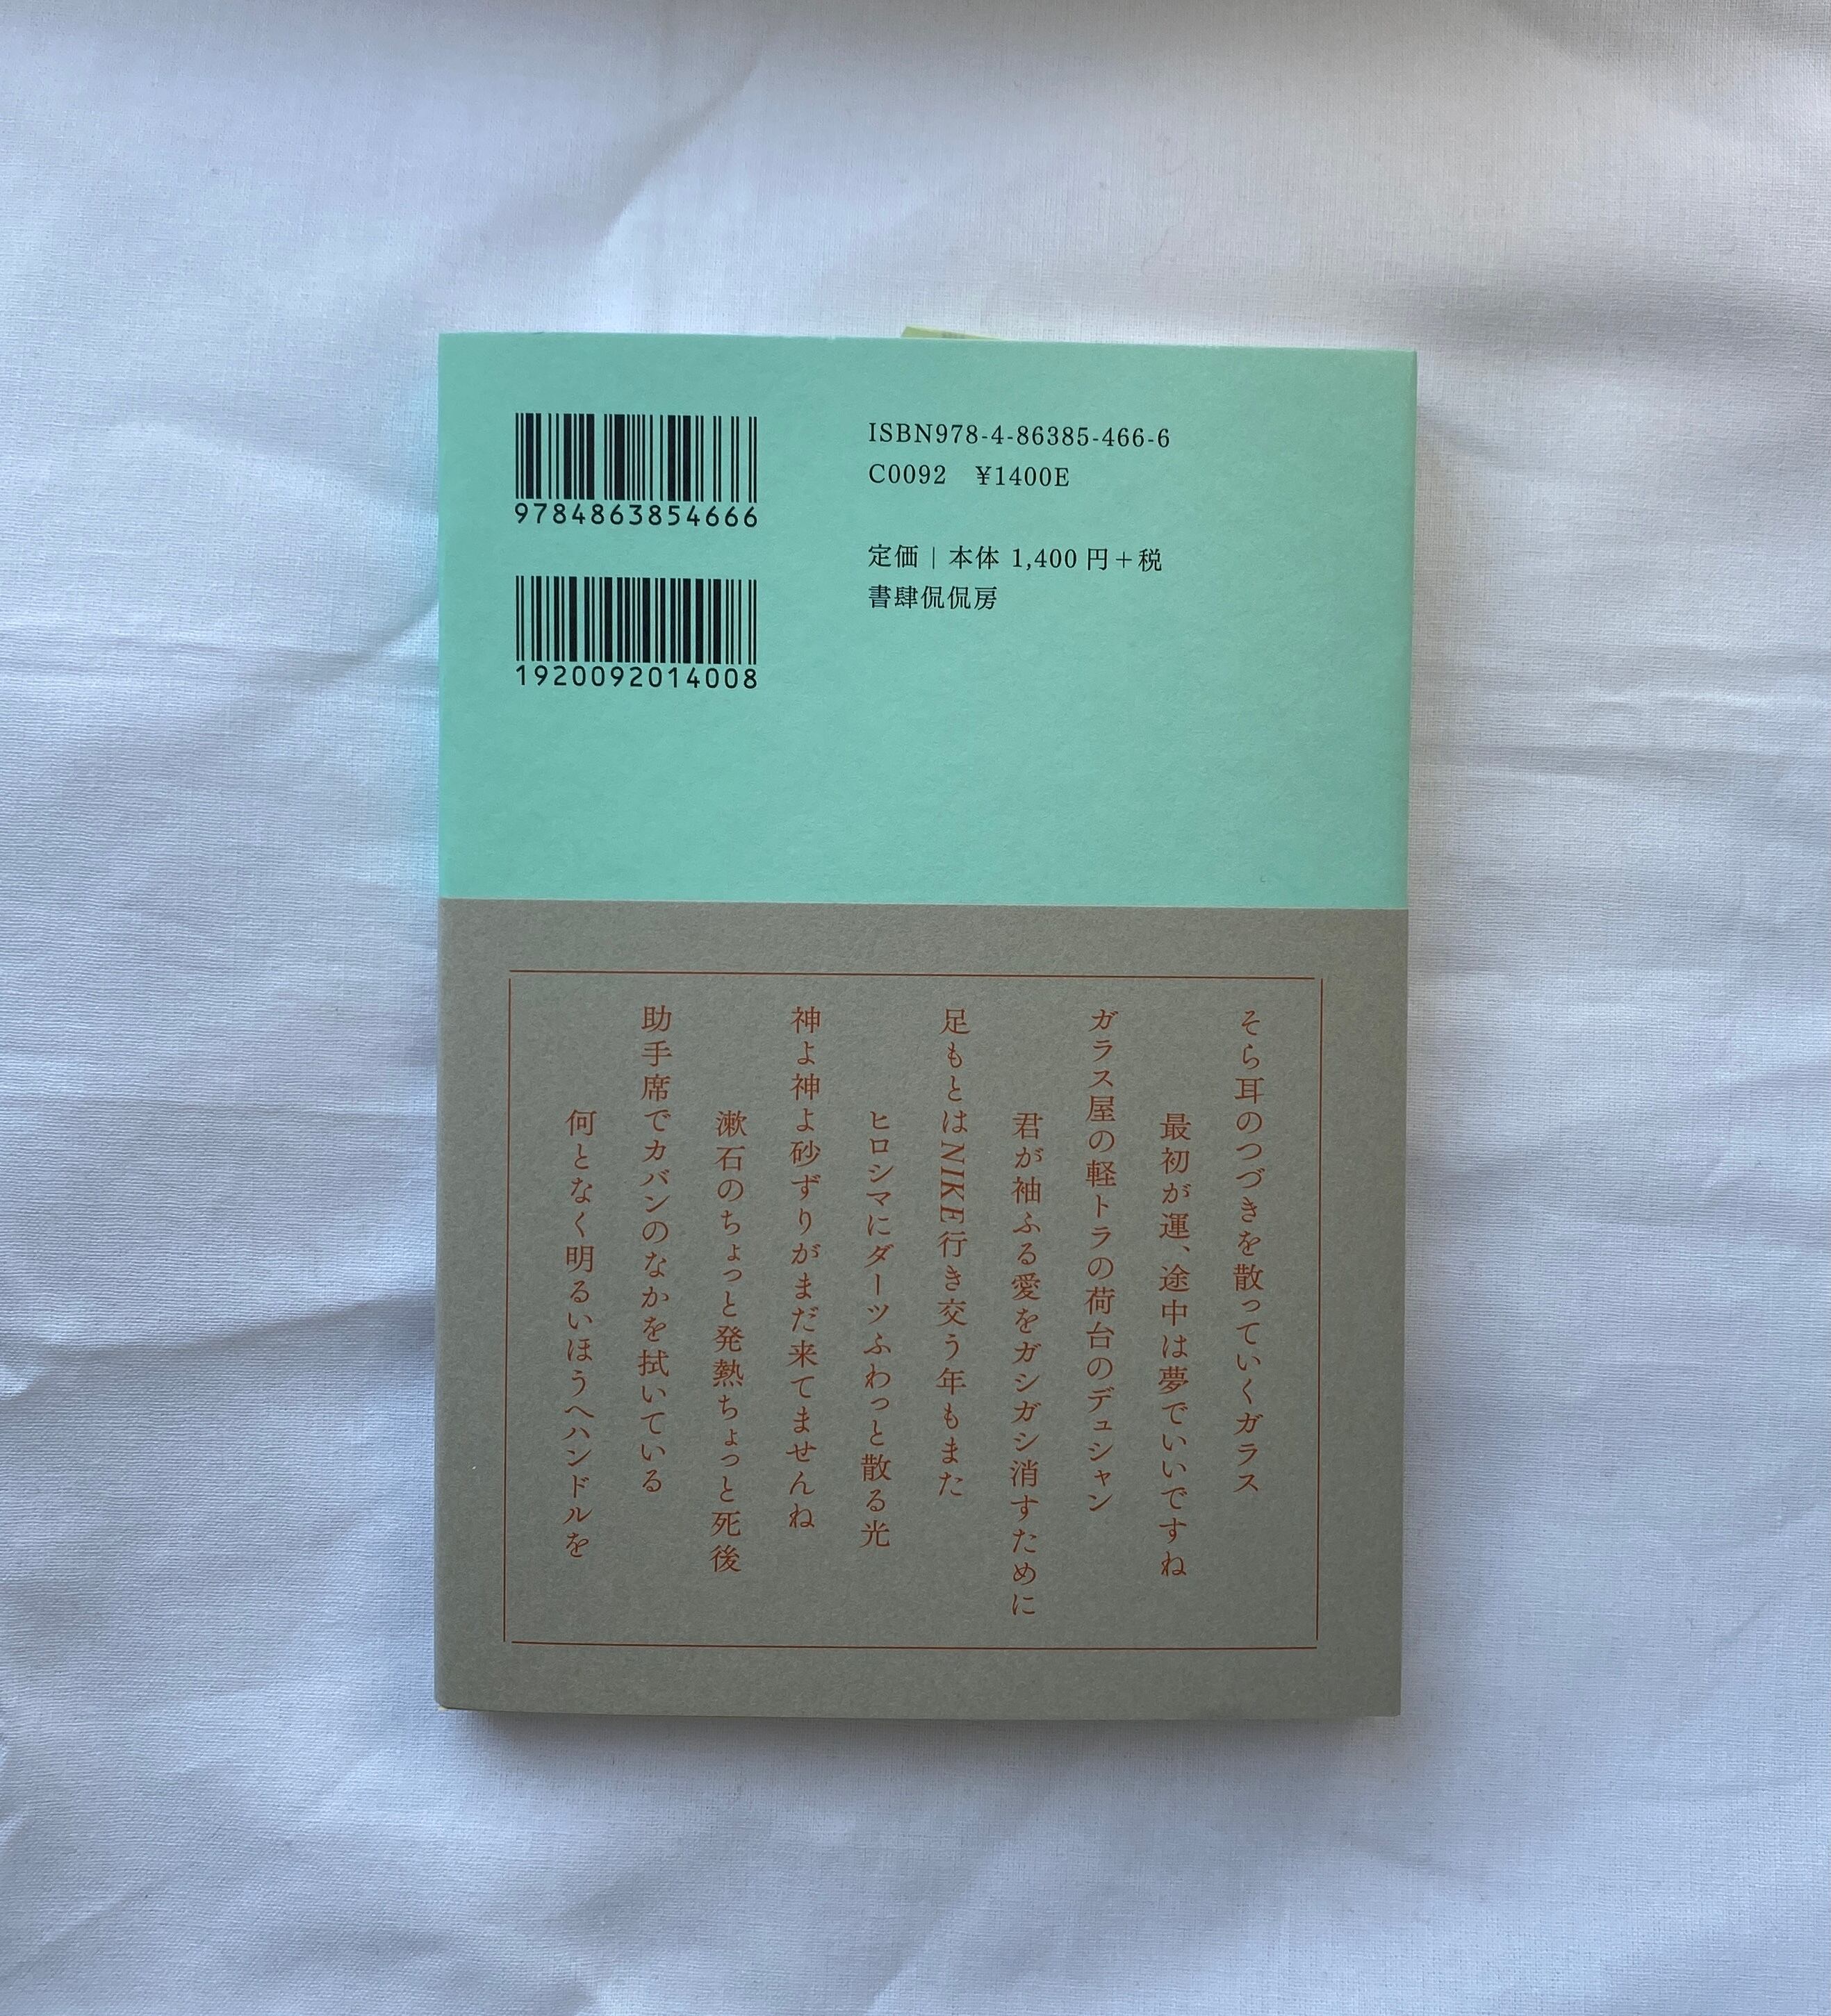 9784863854666
1920092014008
ISBN978-4-86385-466-6
C0092 ¥1400E
定価｜本体 1,400 円＋税
書肆侃侃房
そら耳のつづきを散っていくガラス
最初が運、途中は夢でいいですね
ガラス屋の軽トラの荷台のデュシャン
君が袖ふる愛をガシガシ消すために
足もとはNIKE行き交う年もまた
ヒロシマにダーツふわっと散る光
神よ神よ砂ずりがまだ来てませんね
漱石のちょっと発熱ちょっと死後
助手席でカバンのなかを拭いている
何となく明るいほうへハンドルを